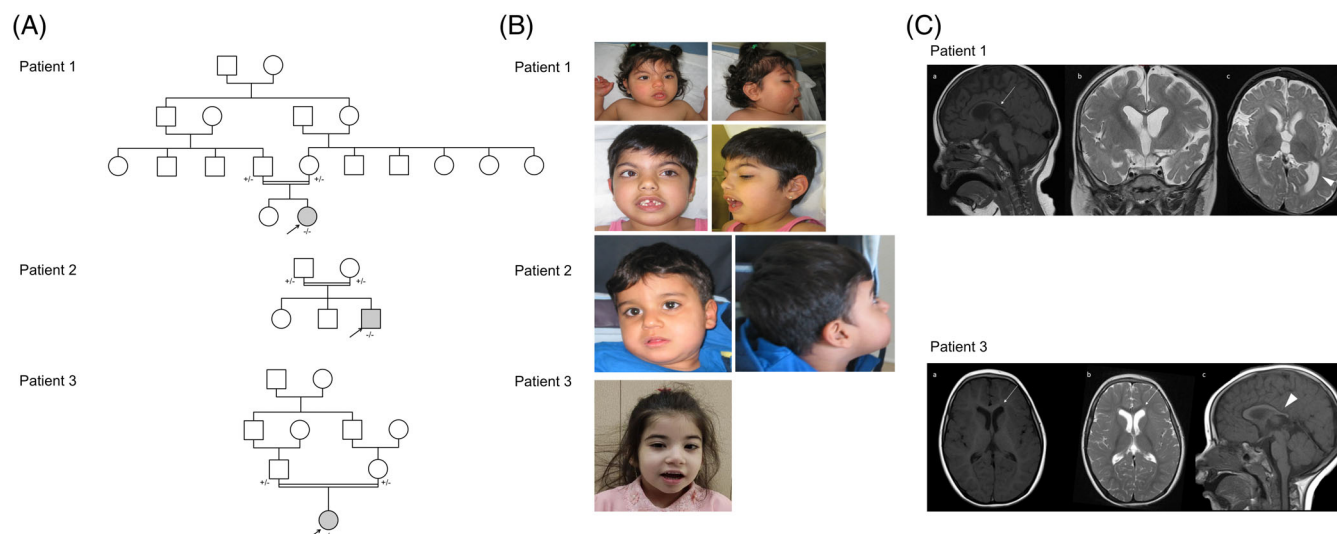 (A)
Patient 1
+/-
+/-
-/-
Patient 2
+/-
+/-
-/-
Patient 3
+/-
+/-
-/-
(B)
Patient 1
Patient 2
Patient 3
(C)
Patient 1
a
b
c
Patient 3
a
b
c